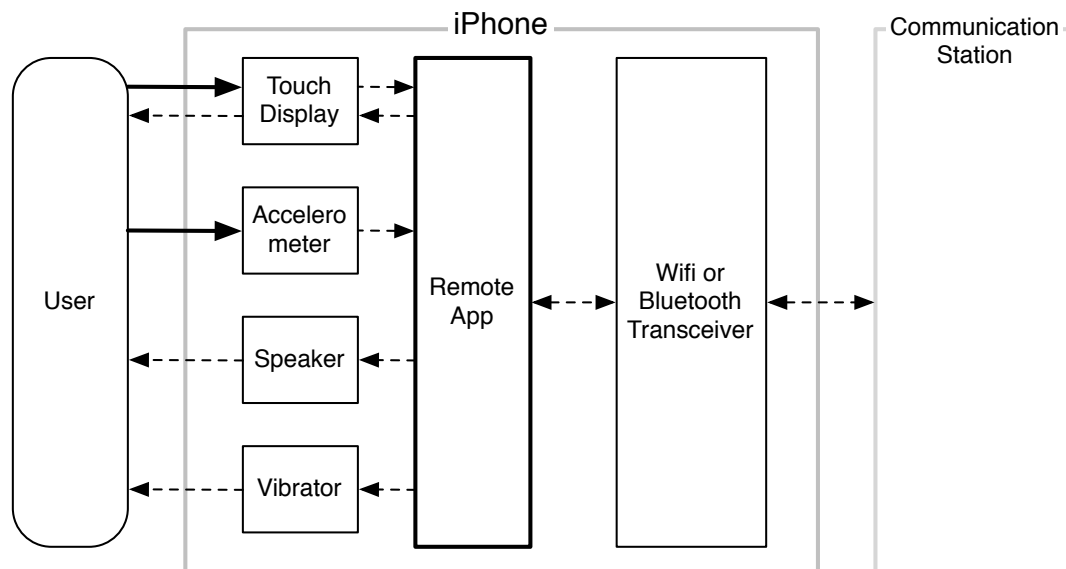 iPhone
Communication
Station
Touch
Display
Accelero
meter
User
Remote
App
Wifi or
Bluetooth
Transceiver
Speaker
Vibrator